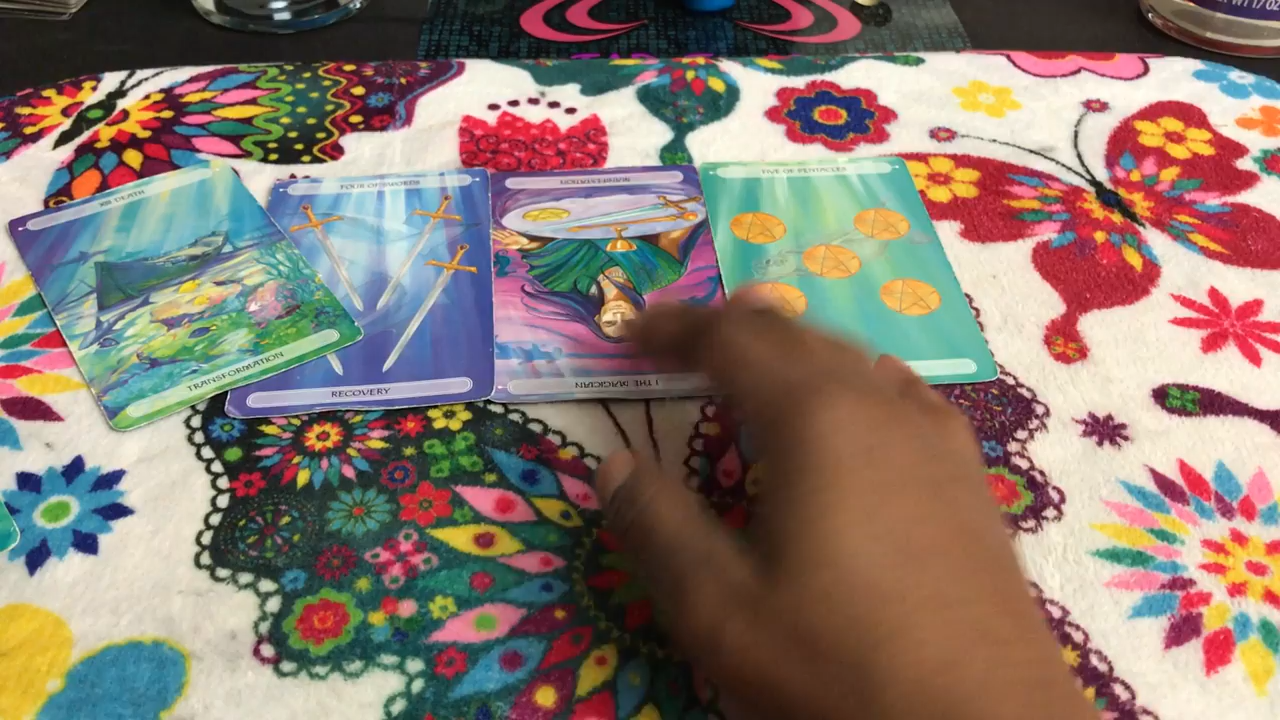 XIII DEATH
TRANSFORMATION
FOUR OF SWORDS
RECOVERY
MANIFESTATION
I THE MAGICIAN
FIVE OF PENTACLES